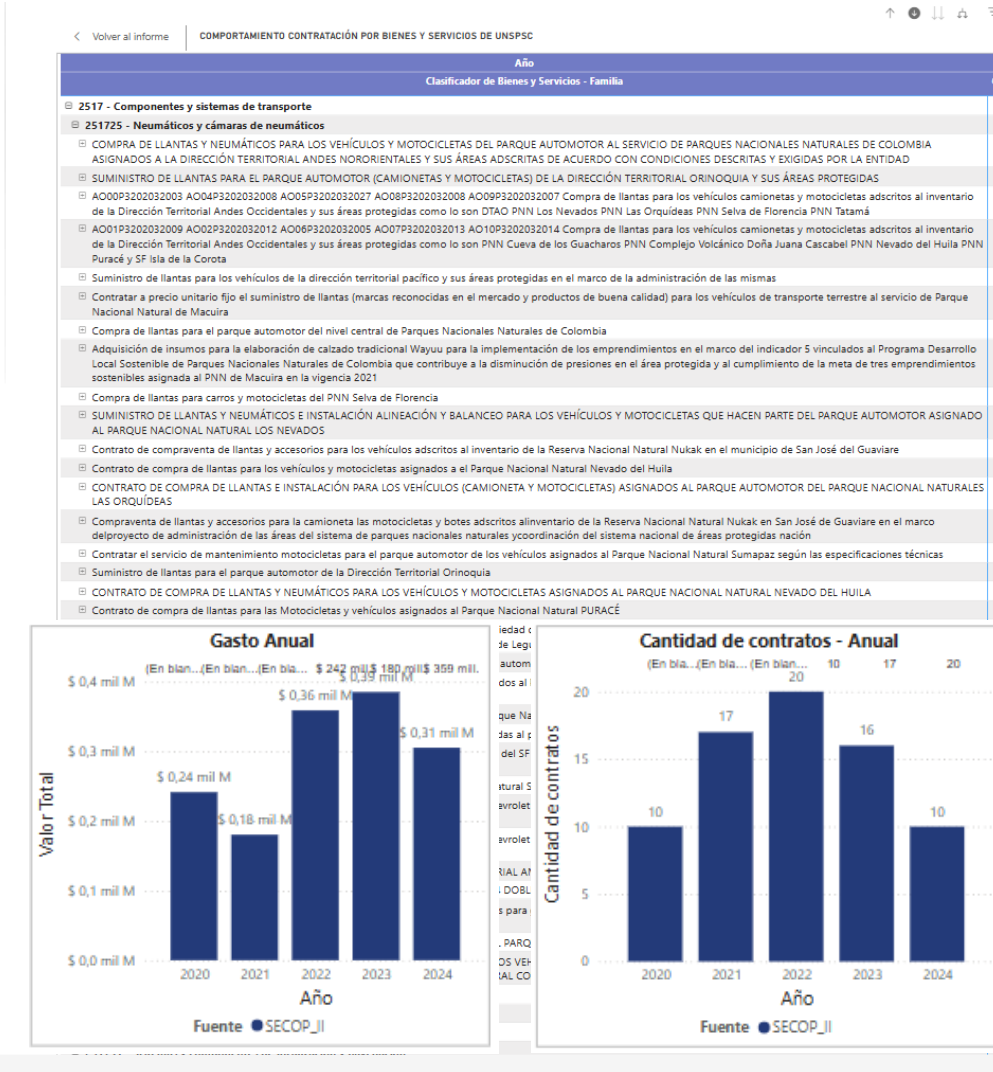 Volver al informe
COMPORTAMIENTO CONTRATACIÓN POR BIENES Y SERVICIOS DE UNSPSC
Año
Clasificador de Bienes y Servicios - Familia
2517 - Componentes y sistemas de transporte
251725 - Neumáticos y cámaras de neumáticos
COMPRA DE LLANTAS Y NEUMÁTICOS PARA LOS VEHÍCULOS Y MOTOCICLETAS DEL PARQUE AUTOMOTOR AL SERVICIO DE PARQUES NACIONALES NATURALES DE COLOMBIA
ASIGNADOS A LA DIRECCIÓN TERRITORIAL ANDES NORORIENTALES Y SUS ÁREAS ADSCRITAS DE ACUERDO CON CONDICIONES DESCRITAS Y EXIGIDAS POR LA ENTIDAD
SUMINISTRO DE LLANTAS PARA EL PARQUE AUTOMOTOR (CAMIONETAS Y MOTOCICLETAS) DE LA DIRECCIÓN TERRITORIAL ORINOQUIA Y SUS ÁREAS PROTEGIDAS
AO00P3202032003 AO04P3202032008 AO05P3202032027 AO08P3202032008 AO09P3202032007 Compra de llantas para los vehículos camionetas y motocicletas adscritos al inventario
de la Dirección Territorial Andes Occidentales y sus áreas protegidas como lo son DTAO PNN Los Nevados PNN Las Orquídeas PNN Selva de Florencia PNN Tatamá
AO01P3202032009 AO02P3202032012 AO06P3202032005 AO07P3202032013 AO10P3202032014 Compra de llantas para los vehículos camionetas y motocicletas adscritos al inventario
de la Dirección Territorial Andes Occidentales y sus áreas protegidas como lo son PNN Cueva de los Guacharos PNN Complejo Volcánico Doña Juana Cascabel PNN Nevado del Huila PNN
Puracé y SF Isla de la Corota
Suministro de llantas para los vehículos de la dirección territorial pacífico y sus áreas protegidas en el marco de la administración de las mismas
Contratar a precio unitario fijo el suministro de llantas (marcas reconocidas en el mercado y productos de buena calidad) para los vehículos de transporte terrestre al servicio de Parque
Nacional Natural de Macuira
Compra de llantas para el parque automotor del nivel central de Parques Nacionales Naturales de Colombia
Adquisición de insumos para la elaboración de calzado tradicional Wayuu para la implementación de los emprendimientos en el marco del indicador 5 vinculados al Programa Desarrollo
Local Sostenible de Parques Nacionales Naturales de Colombia que contribuye a la disminución de presiones en el área protegida y al cumplimiento de la meta de tres emprendimientos
sostenibles asignada al PNN de Macuira en la vigencia 2021
Compra de llantas para carros y motocicletas del PNN Selva de Florencia
SUMINISTRO DE LLANTAS Y NEUMÁTICOS E INSTALACIÓN ALINEACIÓN Y BALANCEO PARA LOS VEHÍCULOS Y MOTOCICLETAS QUE HACEN PARTE DEL PARQUE AUTOMOTOR ASIGNADO
AL PARQUE NACIONAL NATURAL LOS NEVADOS
Contrato de compraventa de llantas y accesorios para los vehículos adscritos al inventario de la Reserva Nacional Natural Nukak en el municipio de San José del Guaviare
Contrato de compra de llantas para los vehículos y motocicletas asignados a el Parque Nacional Natural Nevado del Huila
CONTRATO DE COMPRA DE LLANTAS E INSTALACIÓN PARA LOS VEHÍCULOS (CAMIONETA Y MOTOCICLETAS) ASIGNADOS AL PARQUE AUTOMOTOR DEL PARQUE NACIONAL NATURALES
LAS ORQUÍDEAS
Compraventa de llantas y accesorios para la camioneta las motocicletas y botes adscritos alinventario de la Reserva Nacional Natural Nukak en San José de Guaviare en el marco
delproyecto de administración de las áreas del sistema de parques nacionales naturales ycoordinación del sistema nacional de áreas protegidas nación
Contratar el servicio de mantenimiento motocicletas para el parque automotor de los vehículos asignados al Parque Nacional Natural Sumapaz según las especificaciones técnicas
Suministro de llantas para el parque automotor de la Dirección Territorial Orinoquia
CONTRATO DE COMPRA DE LLANTAS Y NEUMÁTICOS PARA LOS VEHÍCULOS Y MOTOCICLETAS ASIGNADOS AL PARQUE NACIONAL NATURAL NEVADO DEL HUILA
Contrato de compra de llantas para las Motocicletas y vehículos asignados al Parque Nacional Natural PURACÉ
Gasto Anual
(En blan...(En blan...(En bla... $ 242 mill.$ 180 mill.$ 359 mill.
$ 0,39 mil M
$ 0,4 mil M
$ 0,36 mil M
$ 0,31 mil M
$ 0,3 mil M
$ 0,24 mil M
$ 0,18 mil M
$ 0,2 mil M
$ 0,1 mil M
$ 0,0 mil M
Valor Total
2020 2021 2022 2023 2024
Año
Fuente SECOP_II
Cantidad de contratos - Anual
(En bla...(En bla... (En blan... 10 17 20
20
20
17
16
15
10
10
10
5
0
Cantidad de contratos
2020 2021 2022 2023 2024
Año
Fuente SECOP_II